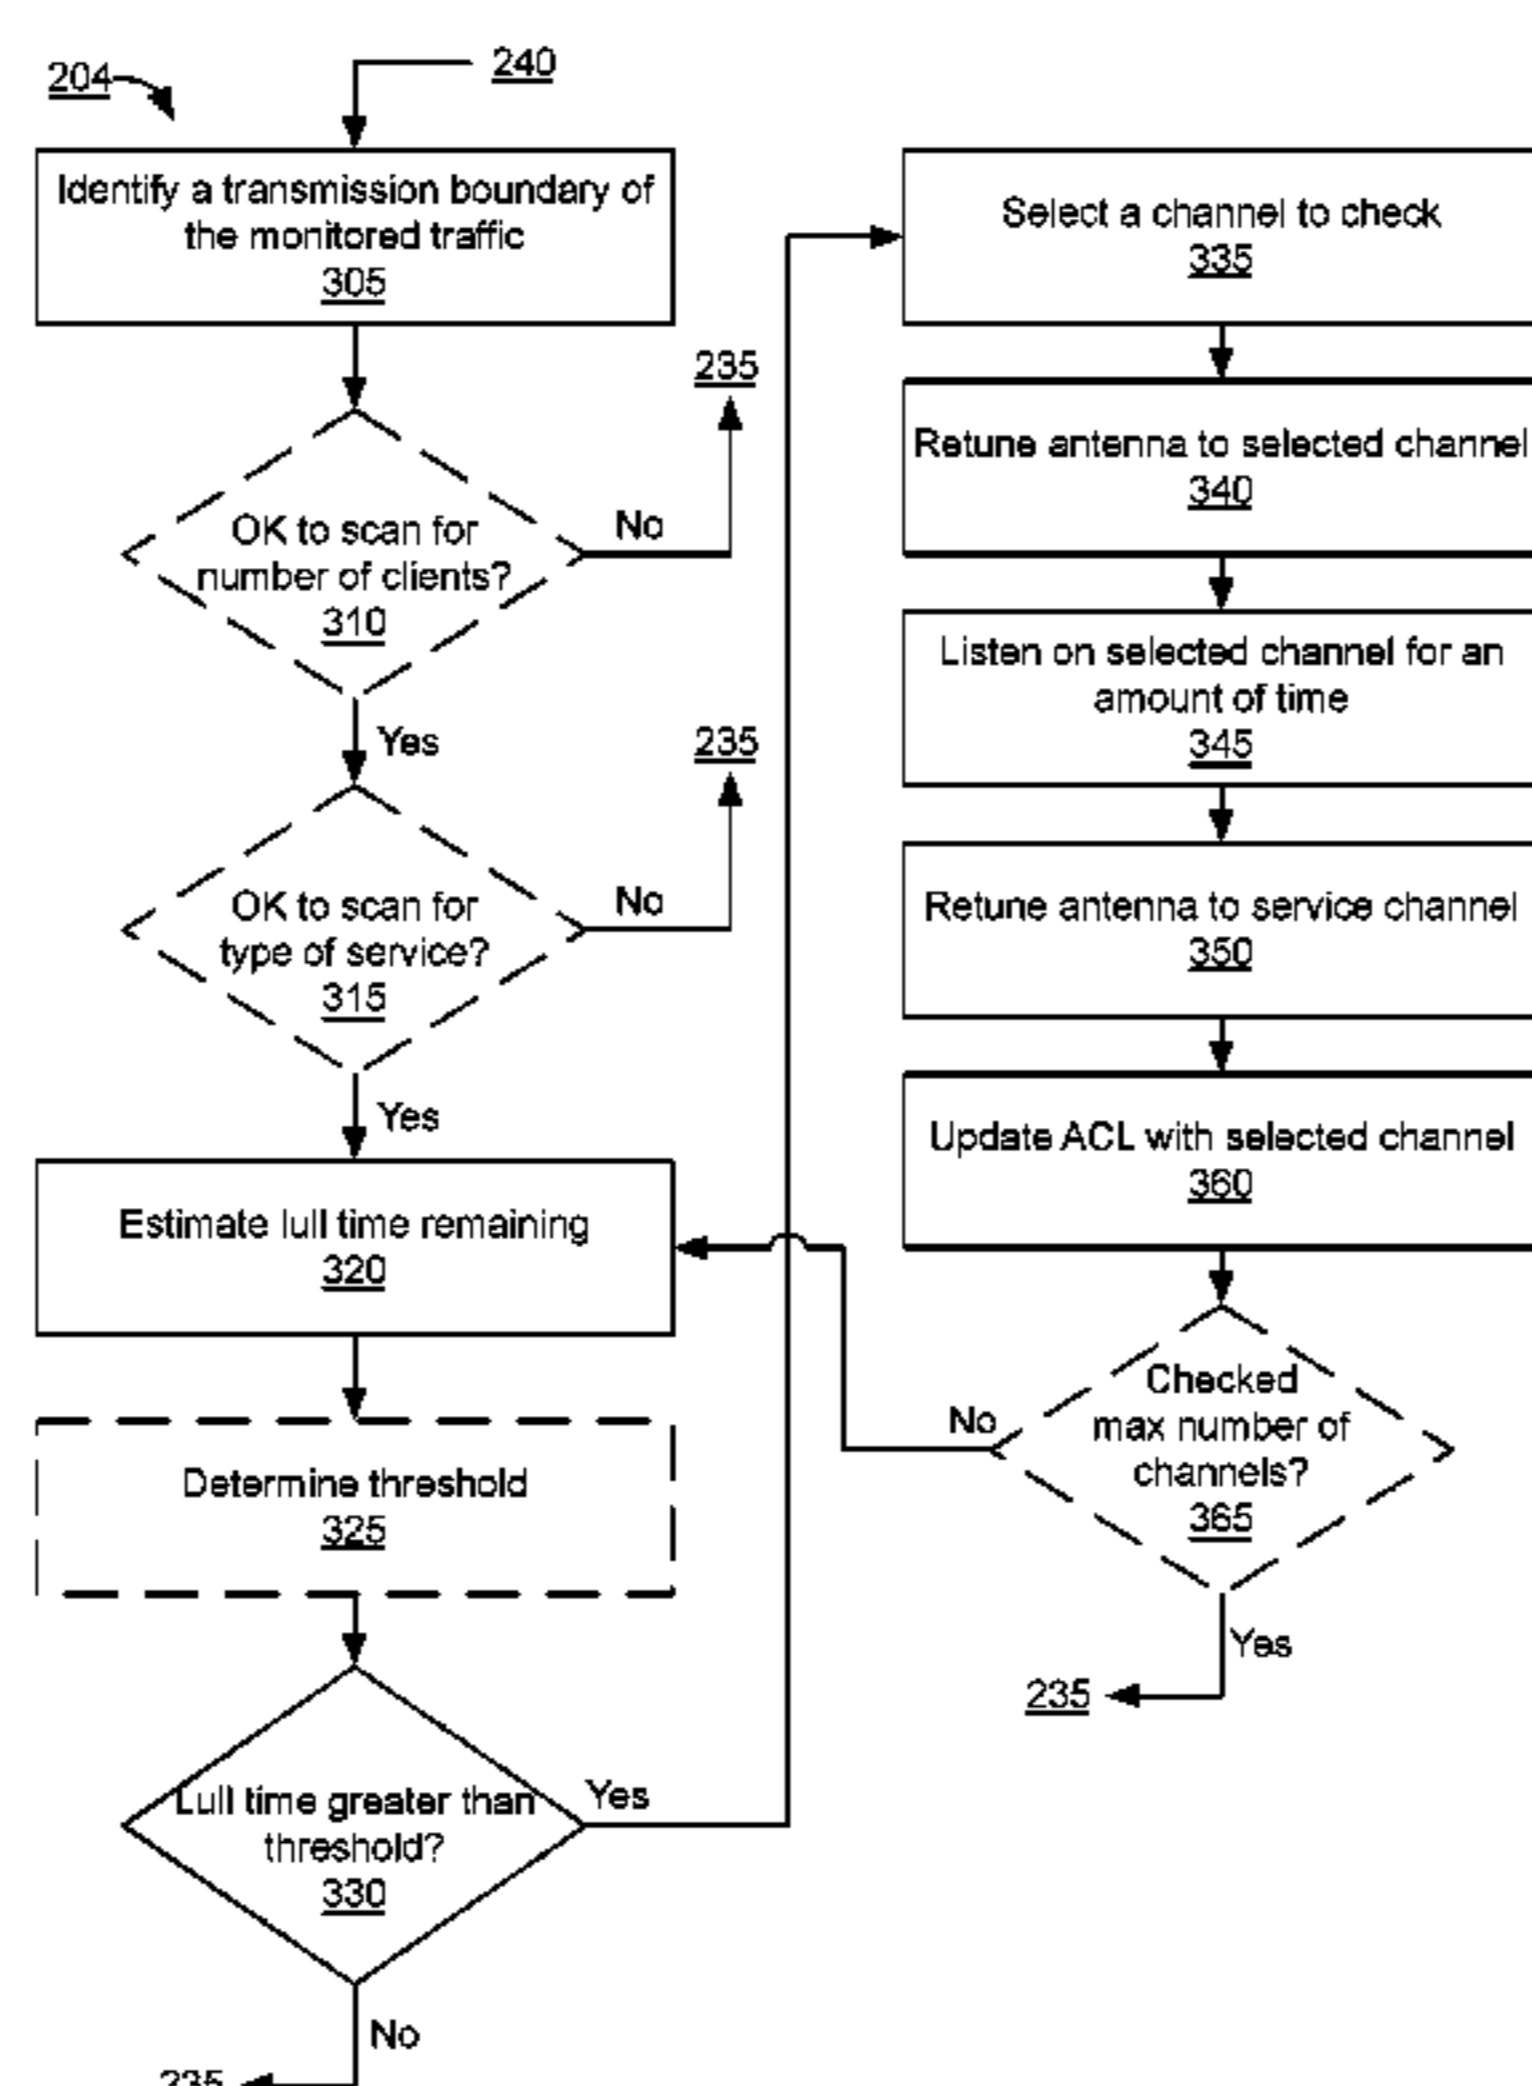 204
240
Identify a transmission boundary of
the monitored traffic
305
235
OK to scan for
number of clients?
310
No
Yes
235
OK to scan for
type of service?
315
No
Yes
Estimate lull time remaining
320
Determine threshold
325
Lull time greater than
threshold?
330
Yes
No
235
Select a channel to check
335
Retune antenna to selected channel
340
Listen on selected channel for an
amount of time
345
Retune antenna to service channel
350
Update ACL with selected channel
360
Checked
max number of
channels?
365
No
Yes
235